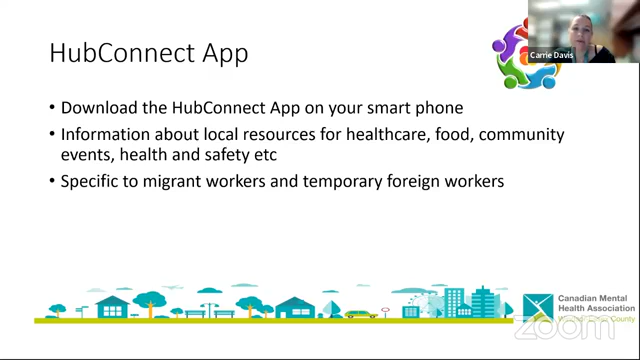 HubConnect App
Carrie Davis
• Download the HubConnect App on your smart phone
• Information about local resources for healthcare, food, community
events, health and safety etc
• Specific to migrant workers and temporary foreign workers
Canadian Mental
Health Association
County
zoom